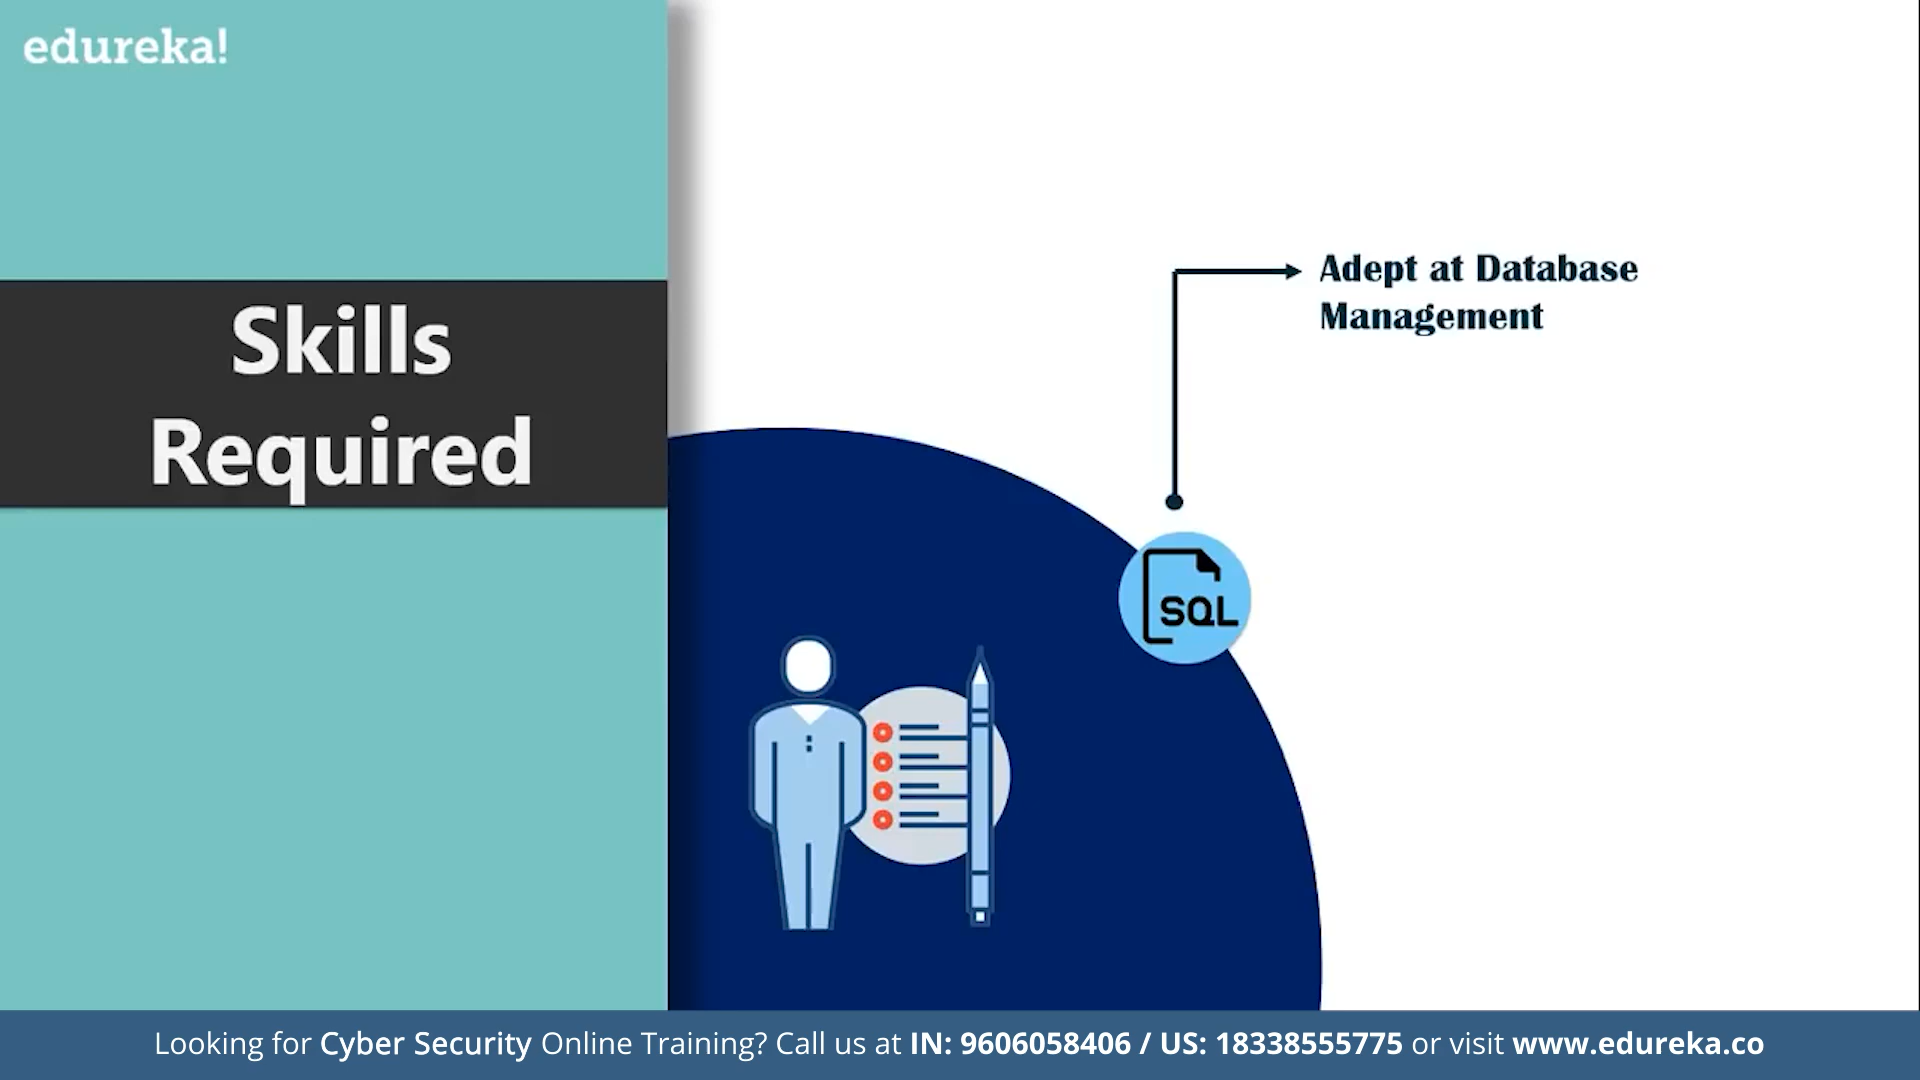 edureka!
Skills
Required
Adept at Database
Management
SQL
Looking for Cyber Security Online Training? Call us at IN: 9606058406 / US: 18338555775 or visit www.edureka.co